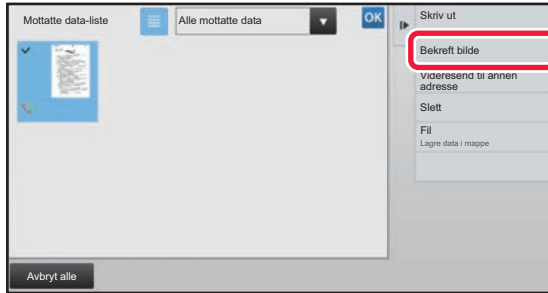 Mottatte data-liste
Alle mottatte data
OK
Skriv ut
Bekreft bilde
Videresend til annen
adresse
Slett
Fil
Lagre data i mappe
Avbryt alle